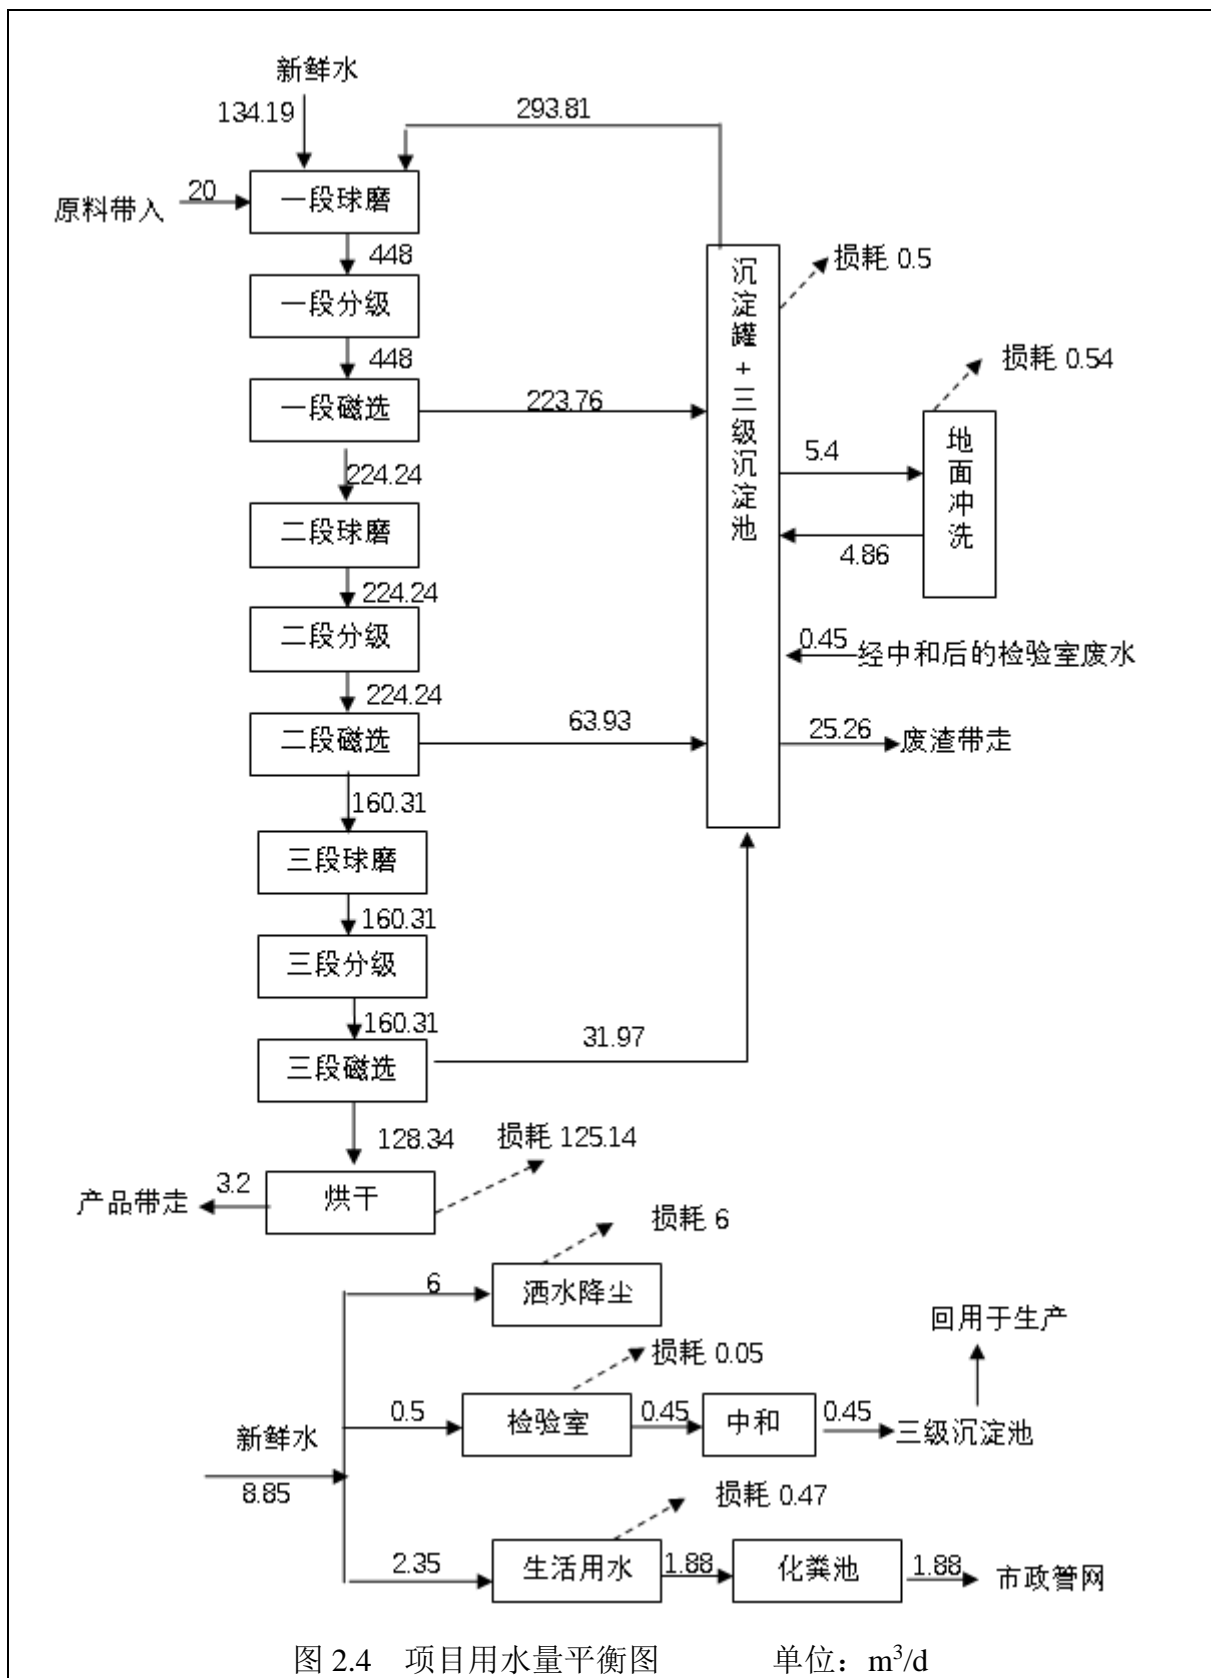 新鲜水
134.19
293.81
原料带入
20
一段球磨
448
一段分级
448
一段磁选
223.76
224.24
二段球磨
224.24
二段分级
224.24
二段磁选
63.93
160.31
三段球磨
160.31
三段分级
160.31
三段磁选
31.97
128.34
烘干
损耗 125.14
3.2
产品带走
沉淀罐+三级沉淀池
损耗 0.5
损耗 0.54
5.4
地面冲洗
4.86
0.45
经中和后的检验室废水
25.26
废渣带走
新鲜水
8.85
6
洒水降尘
损耗 6
0.5
检验室
损耗 0.05
0.45
中和
0.45
三级沉淀池
回用于生产
2.35
生活用水
损耗 0.47
1.88
化粪池
1.88
市政管网
图 2.4 项目用水量平衡图 单位：m³/d